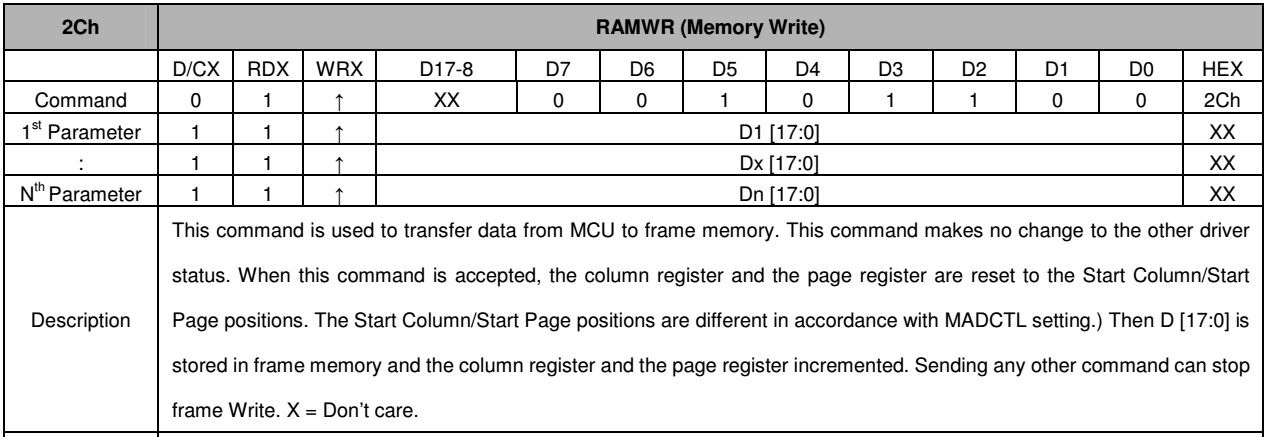 2Ch RAMWR (Memory Write)
D/CX RDX WRX D17-8 D7 D6 D5 D4 D3 D2 D1 D0 HEX
Command 0 1 ↑ XX 0 0 1 0 1 1 0 0 2Ch
1st Parameter 1 1 ↑ D1 [17:0] XX
: 1 1 ↑ Dx [17:0] XX
Nth Parameter 1 1 ↑ Dn [17:0] XX
This command is used to transfer data from MCU to frame memory. This command makes no change to the other driver
status. When this command is accepted, the column register and the page register are reset to the Start Column/Start
Description Page positions. The Start Column/Start Page positions are different in accordance with MADCTL setting.) Then D [17:0] is
stored in frame memory and the column register and the page register incremented. Sending any other command can stop
frame Write. X = Don't care.